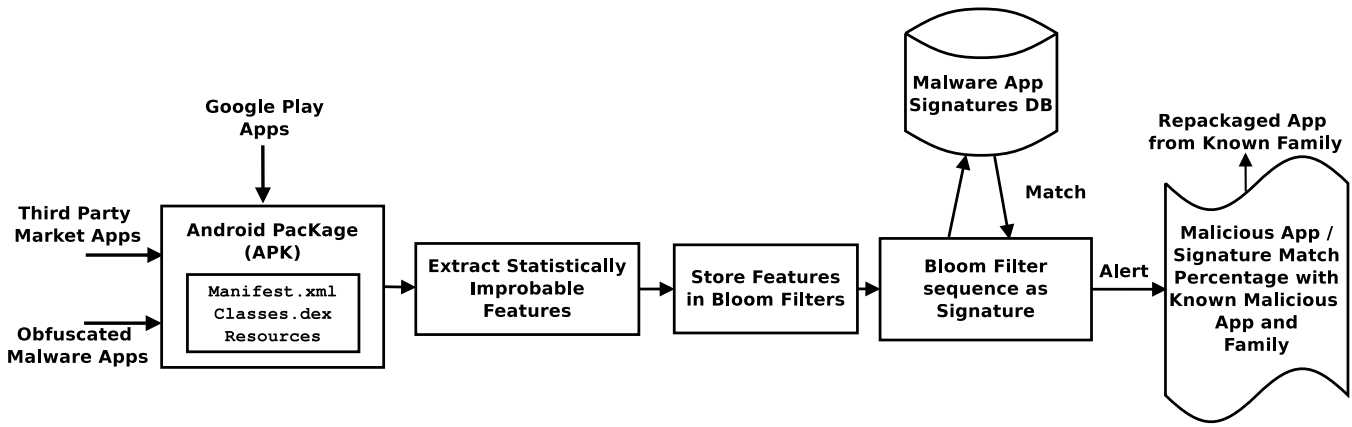 Google Play
Apps
Third Party
Market Apps
Obfuscated
Malware Apps
Android PacKage
(APK)
Manifest.xml
Classes.dex
Resources
Extract Statistically
Improbable
Features
Store Features
in Bloom Filters
Bloom Filter
sequence as
Signature
Malware App
Signatures DB
Match
Alert
Repackaged App
from Known Family
Malicious App /
Signature Match
Percentage with
Known Malicious
App and
Family